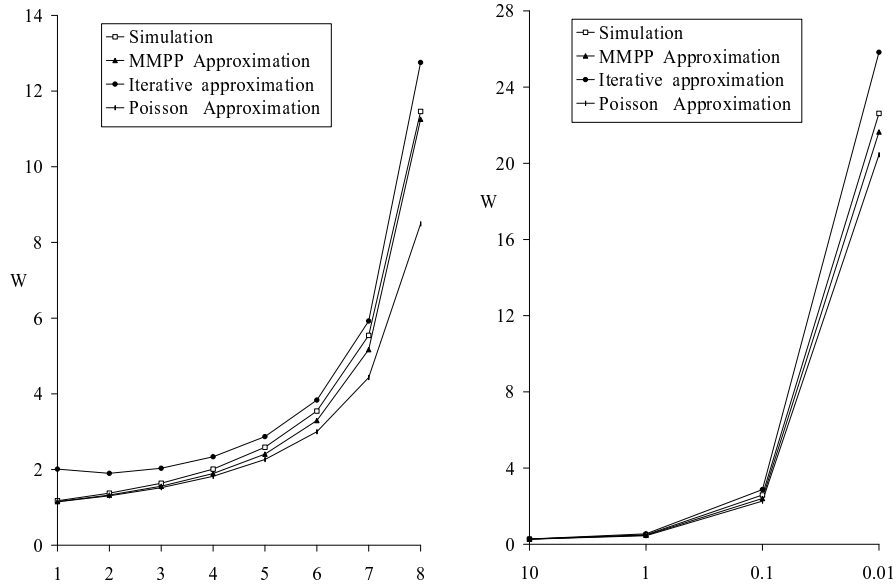 14
12
10
8
6
4
2
0
W
Simulation
MMPP Approximation
Iterative approximation
Poisson Approximation
1 2 3 4 5 6 7 8
28
24
20
16
12
8
4
0
W
Simulation
MMPP Approximation
Iterative approximation
Poisson Approximation
10 1 0.1 0.01